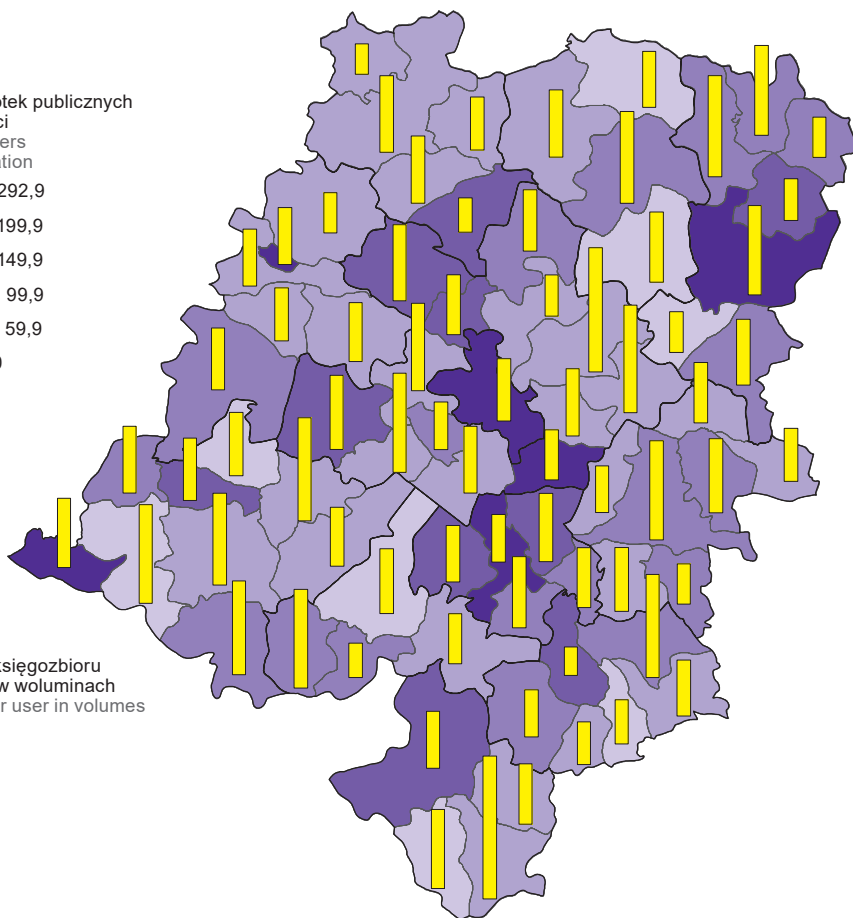 otek publicznych
ci
ers
ation
292,9
199,9
149,9
99,9
59,9
księgozbioru
w woluminach
r user in volumes